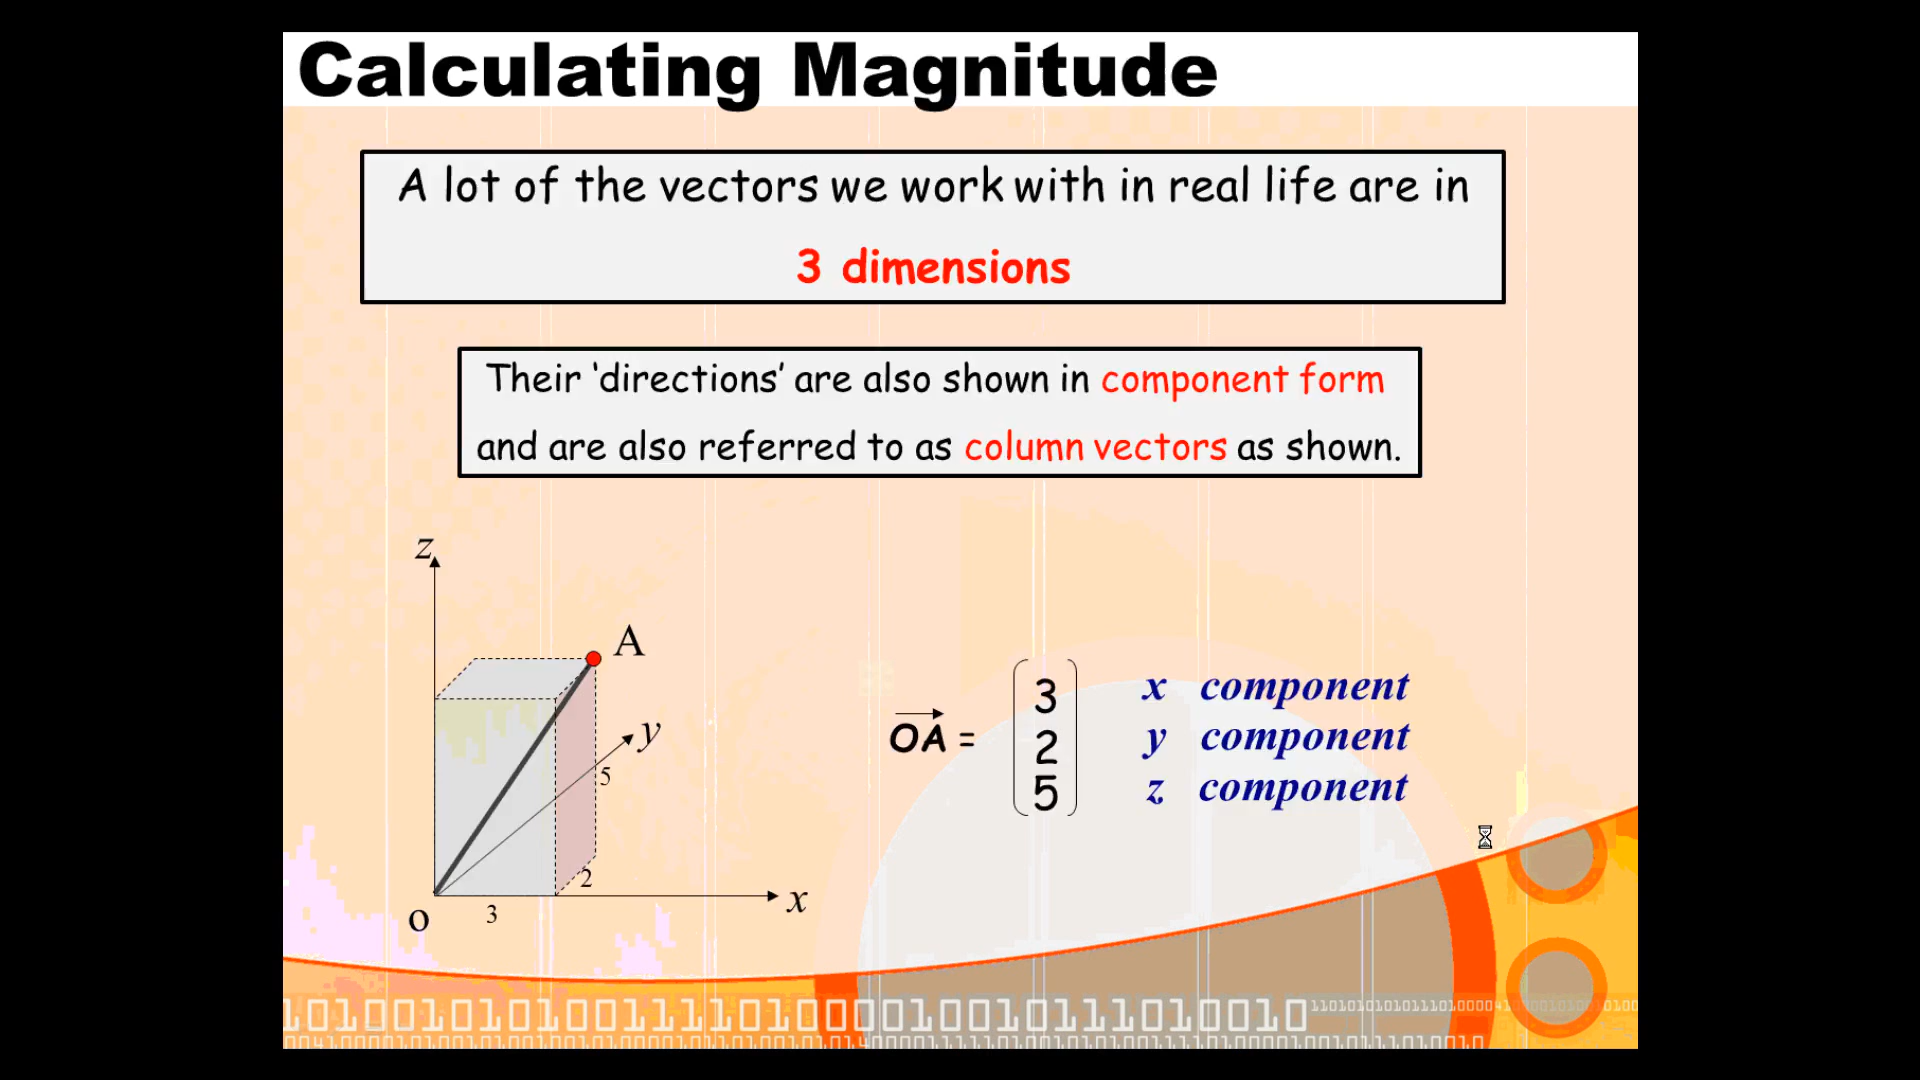 Calculating Magnitude
A lot of the vectors we work with in real life are in
3 dimensions
Their ‘directions’ are also shown in component form
and are also referred to as column vectors as shown.
z
A
y
5
2
x
O
3
OA =
3
2
5
x component
y component
z component